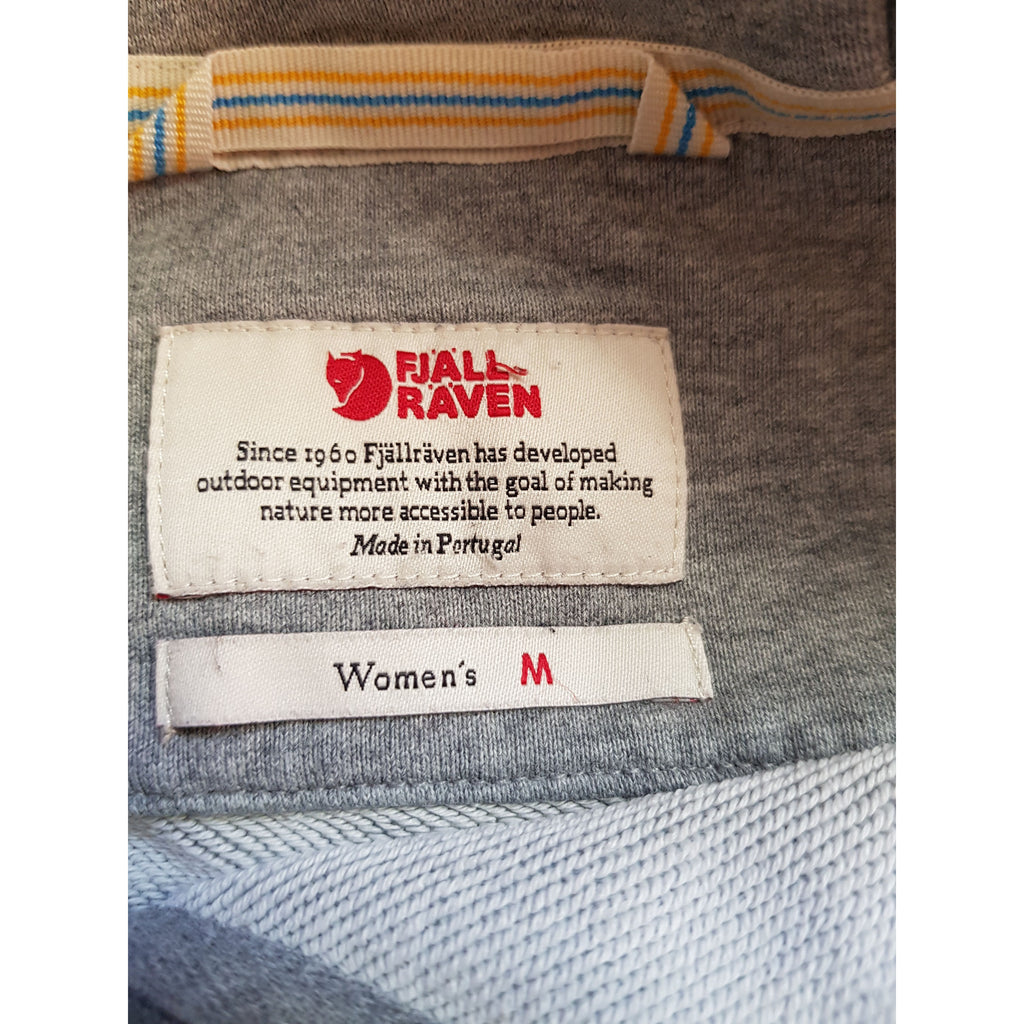 FJÄLL
RÄVEN
Since 1960 Fjällräven has developed
outdoor equipment with the goal of making
nature more accessible to people.
Made in Portugal
Women's M